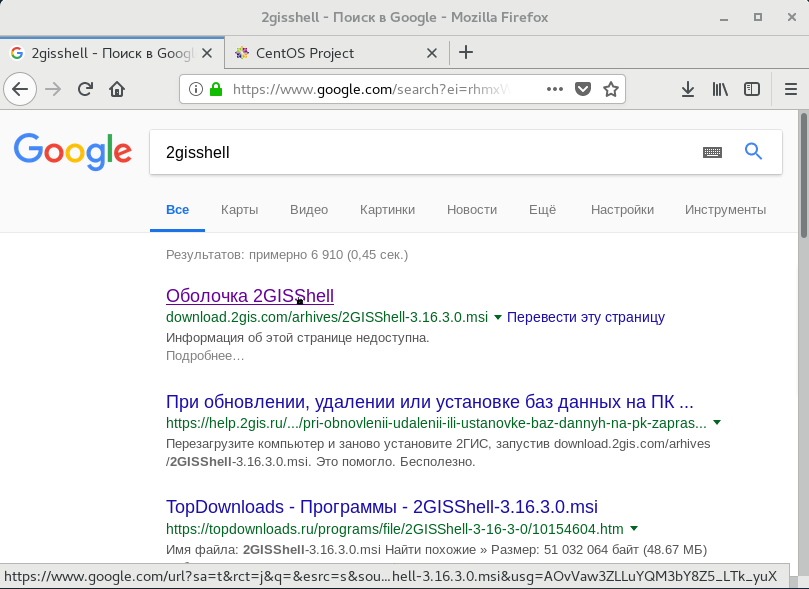 2gisshell - Поиск в Google - Mozilla Firefox
2gisshell - Поиск в Googl
CentOS Project
https://www.google.com/search?ei=rhmxW
Google
2gisshell
Все Карты Видео Картинки Новости Ещё Настройки Инструменты
Результатов: примерно 6 910 (0,45 сек.)
Оболочка 2GISShell
download.2gis.com/arhives/2GISShell-3.16.3.0.msi Перевести эту страницу
Информация об этой странице недоступна.
Подробнее…
При обновлении, удалении или установке баз данных на ПК ...
https://help.2gis.ru/.../pri-obnovlenii-udalenii-ili-ustanovke-baz-dannyh-na-pk-zapras...
Перезагрузите компьютер и заново установите 2ГИС, запустив download.2gis.com/arhives
/2GISShell-3.16.3.0.msi. Это помогло. Бесполезно.
TopDownloads - Программы - 2GISShell-3.16.3.0.msi
https://topdownloads.ru/programs/file/2GISShell-3-16-3-0/10154604.htm
Имя файла: 2GISShell-3.16.3.0.msi Найти похожие » Размер: 51 032 064 байт (48.67 МБ)
https://www.google.com/url?sa=t&rct=j&q=&esrc=s&sou...hell-3.16.3.0.msi&usg=AOvVaw3ZLLuYQM3bY8Z5_LTk_yuX